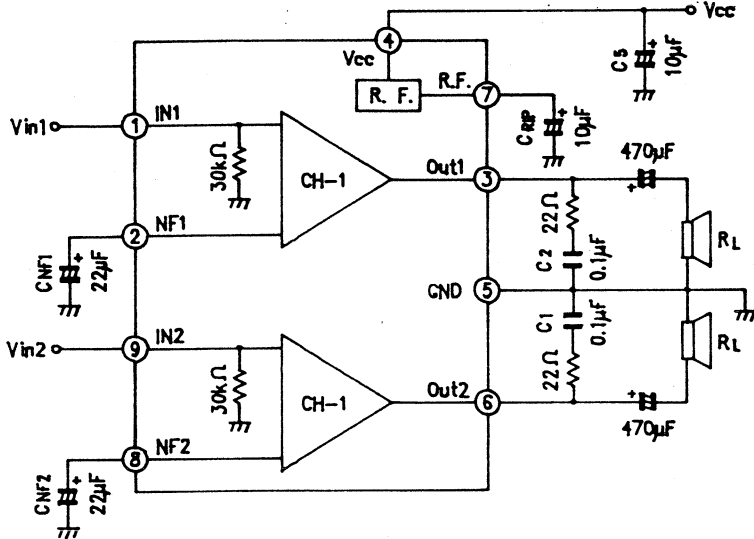 Vcc
4
Vcc
R. F.
R.F.
7
C5
10µF
CRIP
10µF
Vin1
1
IN1
30kΩ
CH-1
Out1
3
470µF
+
2
NF1
CNF1
+
22µF
22Ω
C2
0.1µF
RL
GND
5
C1
0.1µF
22Ω
RL
Vin2
9
IN2
30kΩ
CH-1
Out2
6
+
470µF
8
NF2
CNF2
+
22µF
+
+